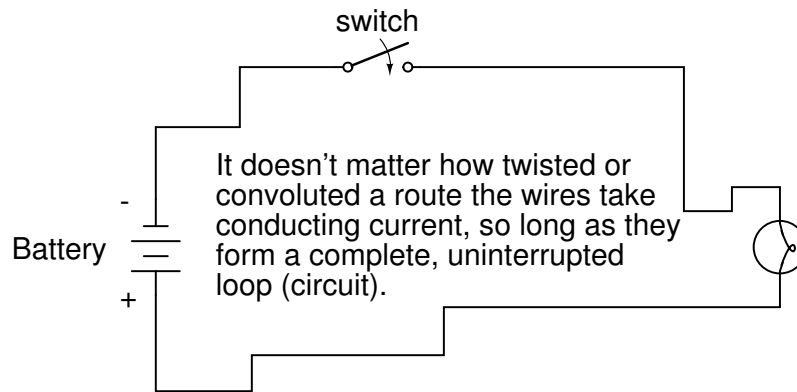 switch
It doesn’t matter how twisted or
convoluted a route the wires take
-
conducting current, so long as they
Battery
form a complete, uninterrupted
loop (circuit).
+